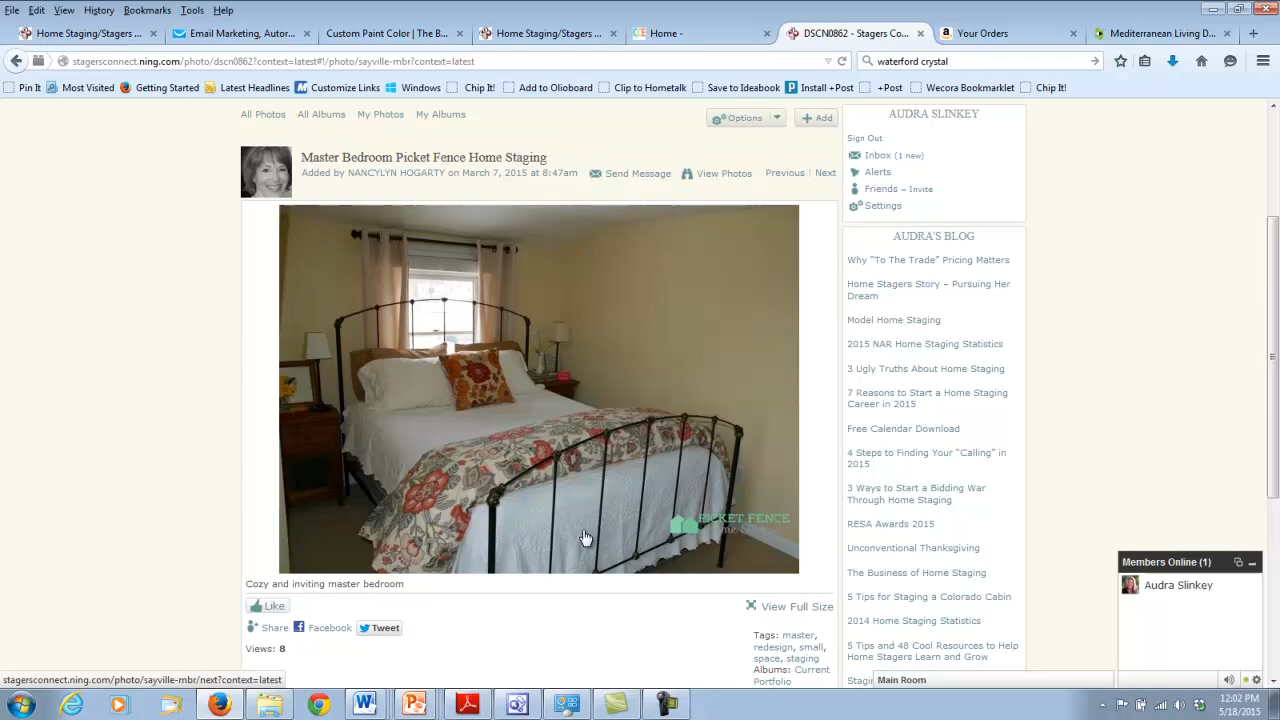 File Edit View History Bookmarks Tools Help
Home Staging/Stagers ... Email Marketing, Autor... Custom Paint Color | The B... Home Staging/Stagers ... Home - DSCN0862 - Stagers Co... Your Orders Mediterranean Living D...
stagersconnect.ning.com/photo/dscn0862?context=latest#!/photo/sayville-mbr?context=latest waterford crystal
Pin It Most Visited Getting Started Latest Headlines Customize Links Windows Chip It! Add to Olioboard Clip to Hometalk Save to Ideabook Install +Post +Post Wecora Bookmarklet Chip It!
All Photos All Albums My Photos My Albums
Options Add
Master Bedroom Picket Fence Home Staging
Added by NANCYLYN HOGARTY on March 7, 2015 at 8:47am Send Message View Photos Previous Next
PICKET FENCE
Cozy and inviting master bedroom
Like View Full Size
Share Facebook Tweet
Views: 8
Tags: master,
redesign, small,
space, staging
Albums: Current
Portfolio
AUDRA SLINKEY
Sign Out
Inbox (1 new)
Alerts
Friends – Invite
Settings
AUDRA'S BLOG
Why “To The Trade” Pricing Matters
Home Stagers Story – Pursuing Her
Dream
Model Home Staging
2015 NAR Home Staging Statistics
3 Ugly Truths About Home Staging
7 Reasons to Start a Home Staging
Career in 2015
Free Calendar Download
4 Steps to Finding Your “Calling” in
2015
3 Ways to Start a Bidding War
Through Home Staging
RESA Awards 2015
Unconventional Thanksgiving
The Business of Home Staging
5 Tips for Staging a Colorado Cabin
2014 Home Staging Statistics
5 Tips and 48 Cool Resources to Help
Home Stagers Learn and Grow
Members Online (1)
Audra Slinkey
Main Room
stagersconnect.ning.com/photo/sayville-mbr/next?context=latest
12:02 PM
5/18/2015